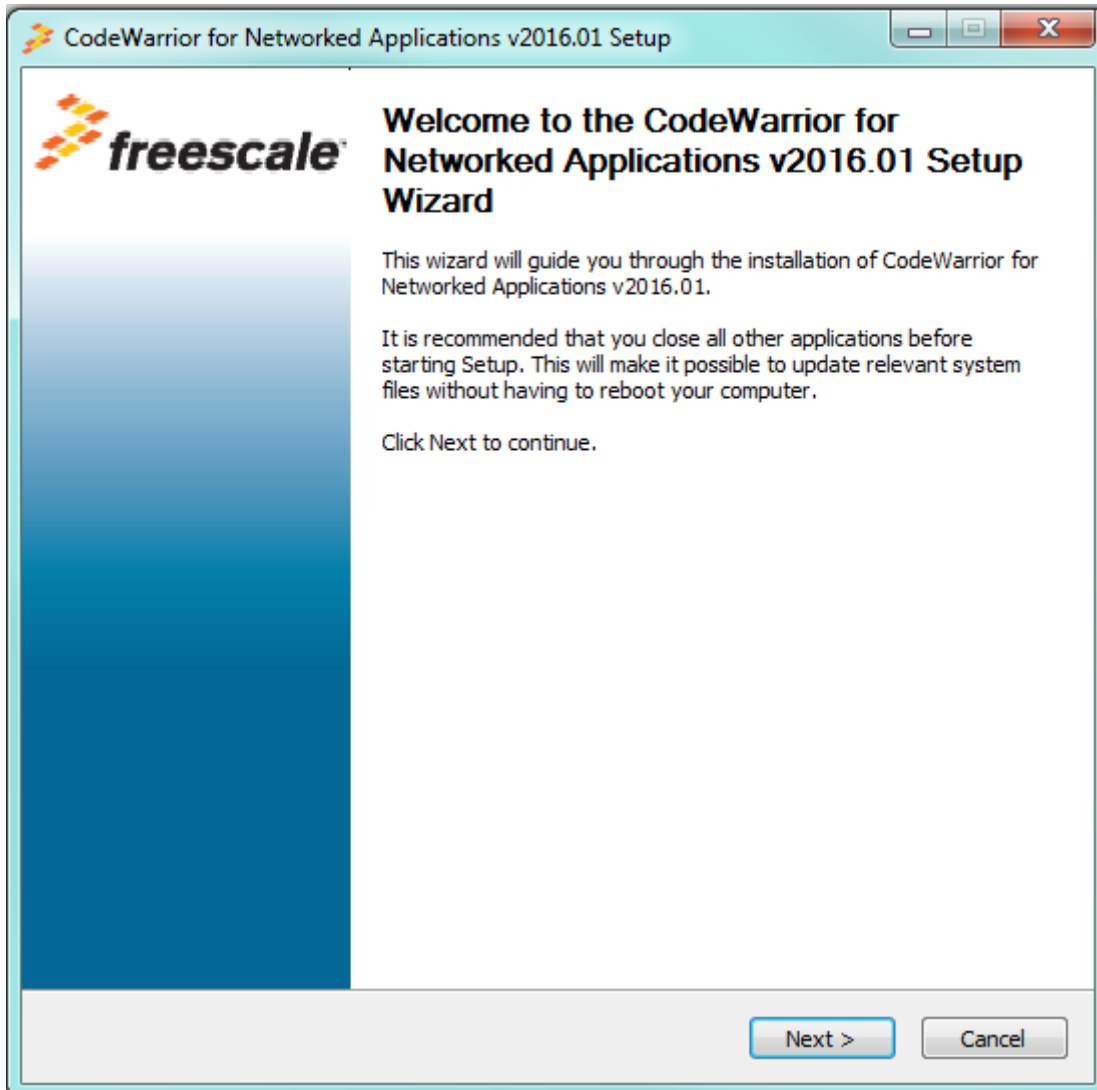 CodeWarrior for Networked Applications v2016.01 Setup
freescale™
Welcome to the CodeWarrior for
Networked Applications v2016.01 Setup
Wizard
This wizard will guide you through the installation of CodeWarrior for
Networked Applications v2016.01.
It is recommended that you close all other applications before
starting Setup. This will make it possible to update relevant system
files without having to reboot your computer.
Click Next to continue.
Next >
Cancel